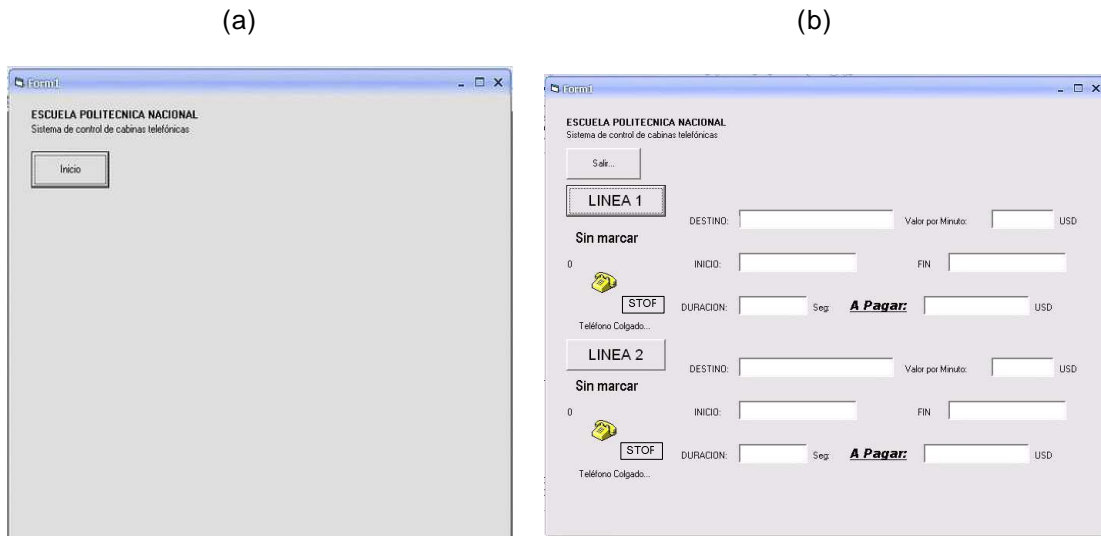 (a)
(b)
Form1
ESCUELA POLITECNICA NACIONAL
Sistema de control de cabinas telefónicas
Inicio
Form1
ESCUELA POLITECNICA NACIONAL
Sistema de control de cabinas telefónicas
Salir...
LINEA 1
DESTINO: Valor por Minuto: USD
Sin marcar
0 INICIO: FIN
STOF
DURACION: Seg: A Pagar: USD
Teléfono Colgado...
LINEA 2
DESTINO: Valor por Minuto: USD
Sin marcar
0 INICIO: FIN
STOF
DURACION: Seg: A Pagar: USD
Teléfono Colgado...